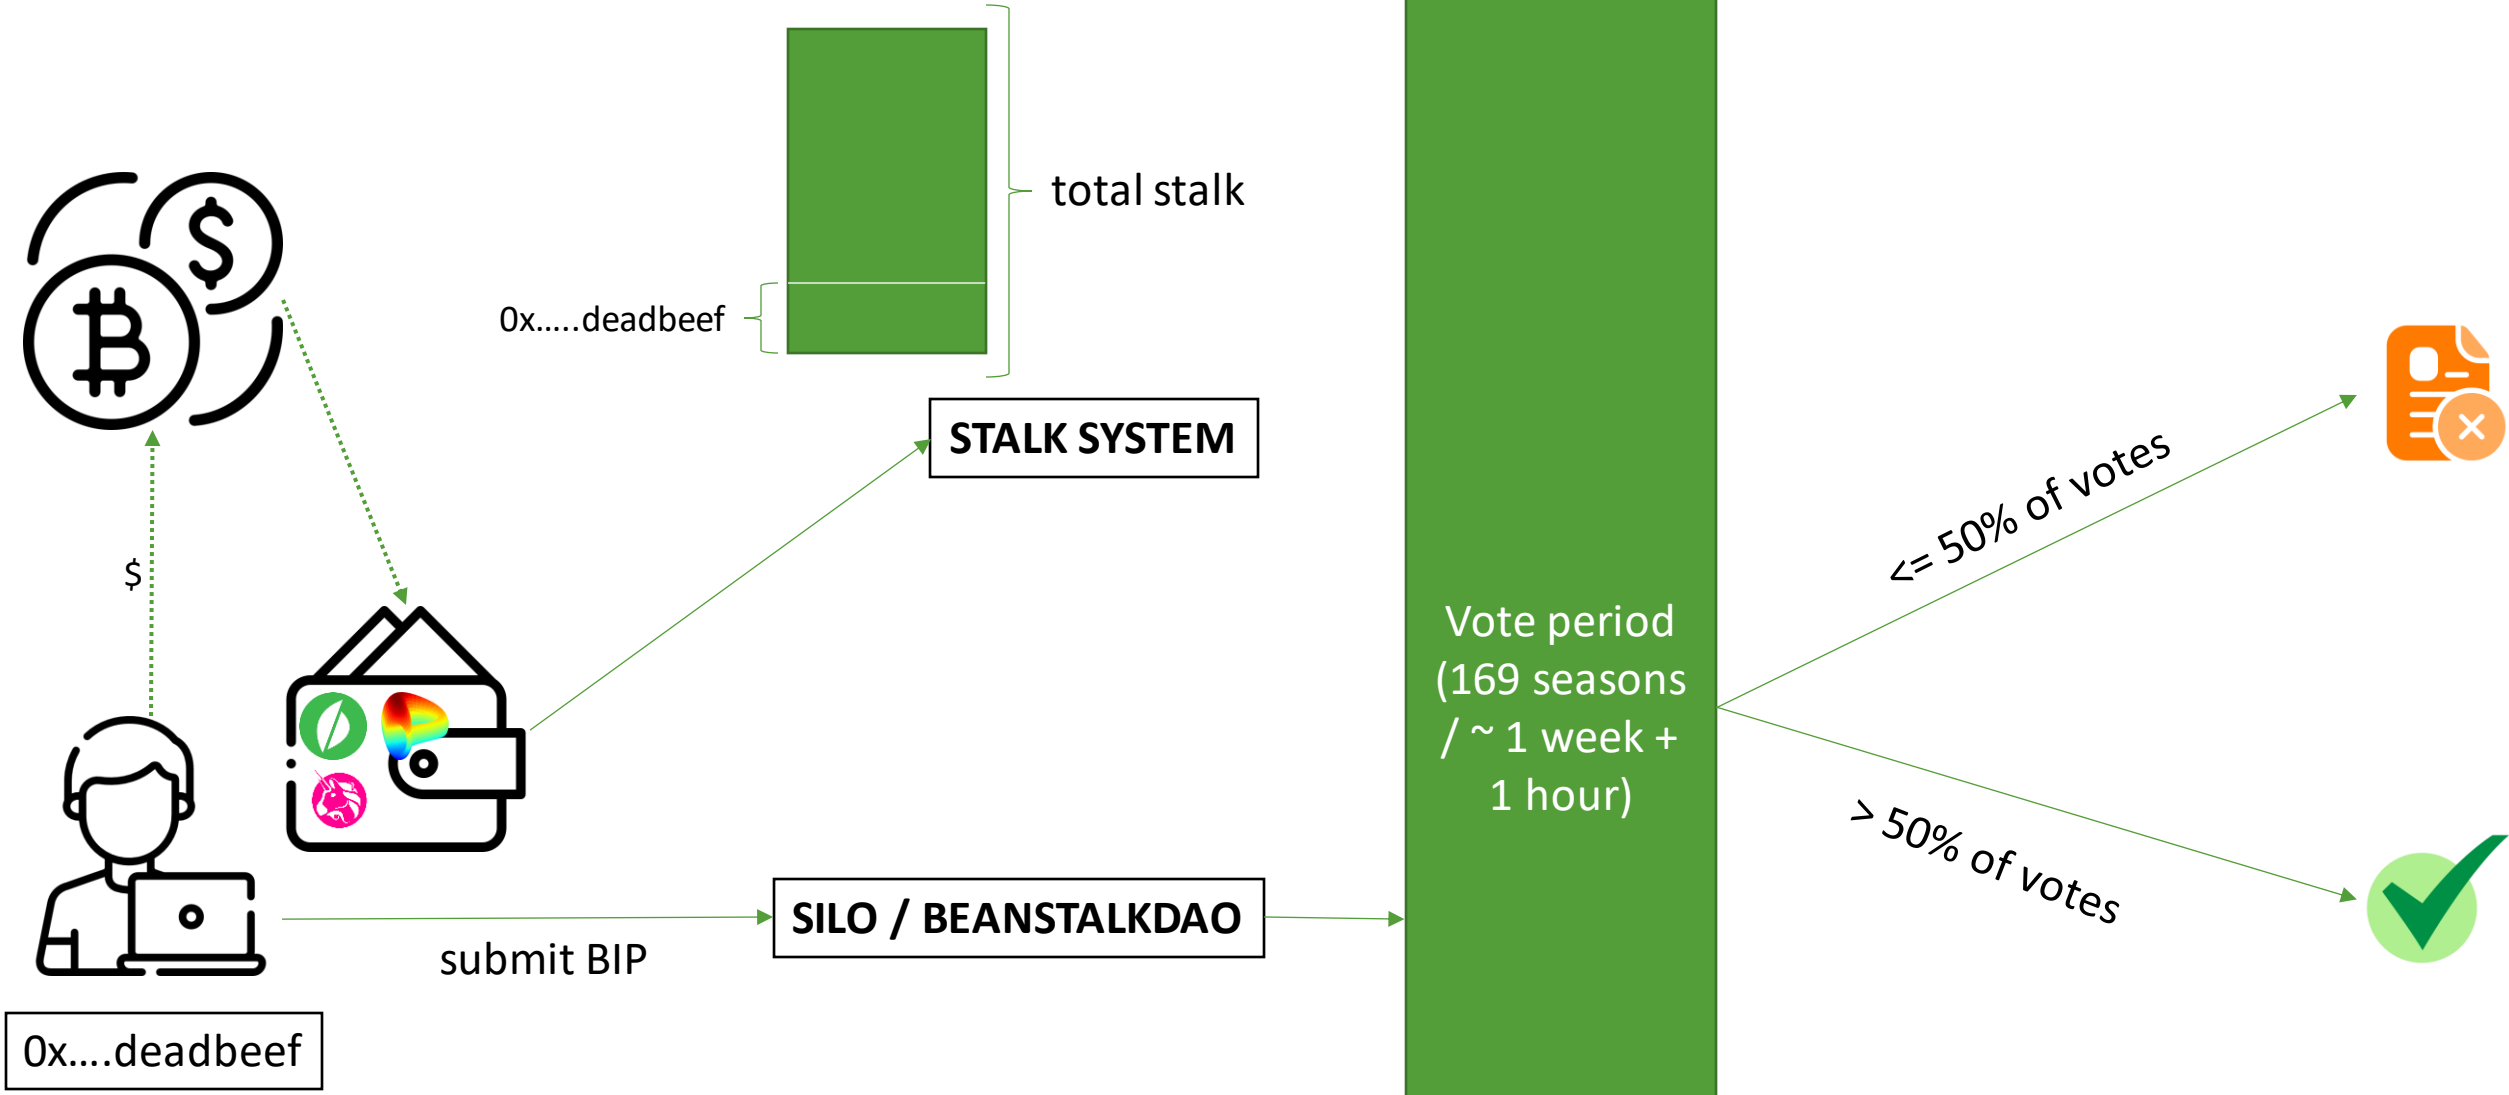 total stalk
0x.....deadbeef
STALK SYSTEM
$
submit BIP
SILO / BEANSTALKDAO
0x....deadbeef
Vote period
(169 seasons
/ ~ 1 week +
1 hour)
<= 50% of votes
> 50% of votes